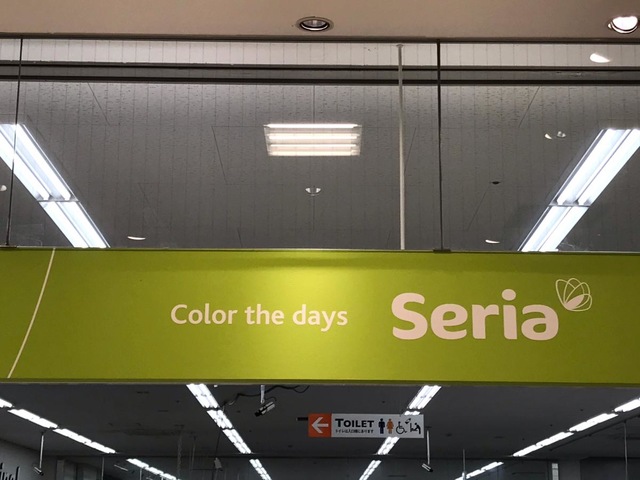 Color the days Seria
TOILET